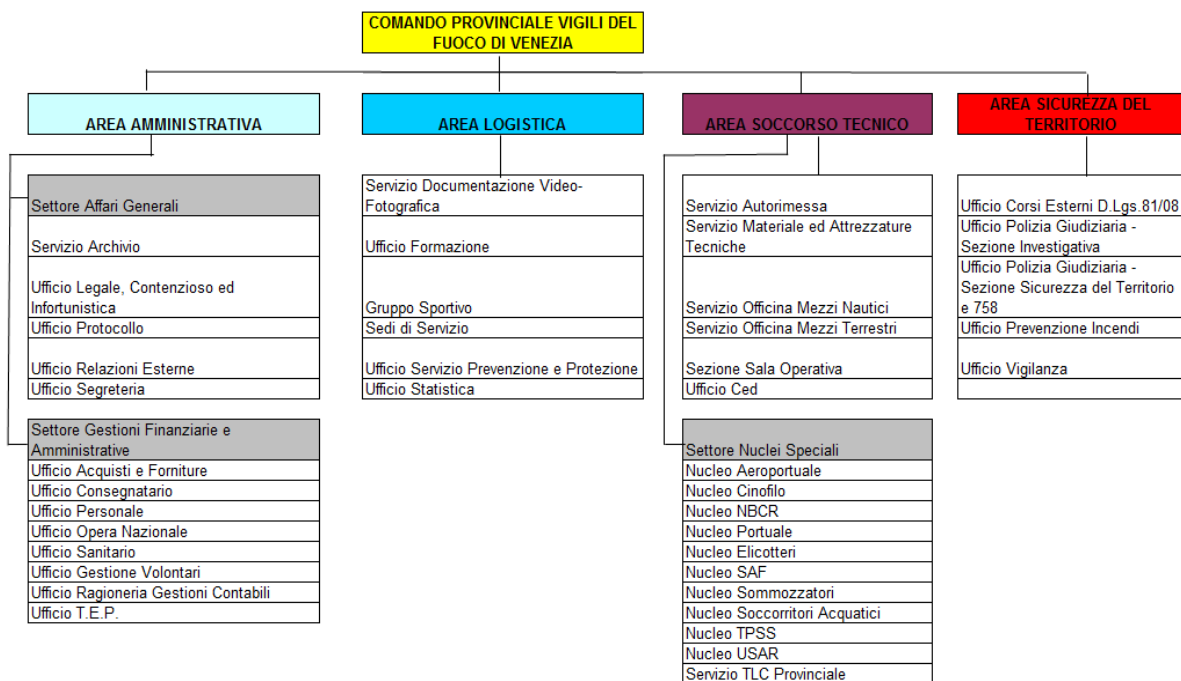 COMANDO PROVINCIALE VIGILI DEL
FUOCO DI VENEZIA
AREA AMMINISTRATIVA
Settore Affari Generali
Servizio Archivio
Ufficio Legale, Contenzioso ed
Infortunistica
Ufficio Protocollo
Ufficio Relazioni Esterne
Ufficio Segreteria
Settore Gestioni Finanziarie e
Amministrative
Ufficio Acquisti e Forniture
Ufficio Consegnatario
Ufficio Personale
Ufficio Opera Nazionale
Ufficio Sanitario
Ufficio Gestione Volontari
Ufficio Ragioneria Gestioni Contabili
Ufficio T.E.P.
AREA LOGISTICA
Servizio Documentazione Video-
Fotografica
Ufficio Formazione
Gruppo Sportivo
Sedi di Servizio
Ufficio Servizio Prevenzione e Protezione
Ufficio Statistica
AREA SOCCORSO TECNICO
Servizio Autorimessa
Servizio Materiale ed Attrezzature
Tecniche
Servizio Officina Mezzi Nautici
Servizio Officina Mezzi Terrestri
Sezione Sala Operativa
Ufficio Ced
Settore Nuclei Speciali
Nucleo Aeroportuale
Nucleo Cinofilo
Nucleo NBCR
Nucleo Portuale
Nucleo Elicotteri
Nucleo SAF
Nucleo Sommozzatori
Nucleo Soccorritori Acquatici
Nucleo TPSS
Nucleo USAR
Servizio TLC Provinciale
AREA SICUREZZA DEL
TERRITORIO
Ufficio Corsi Esterni D.Lgs.81/08
Ufficio Polizia Giudiziaria -
Sezione Investigativa
Ufficio Polizia Giudiziaria -
Sezione Sicurezza del Territorio
e 758
Ufficio Prevenzione Incendi
Ufficio Vigilanza